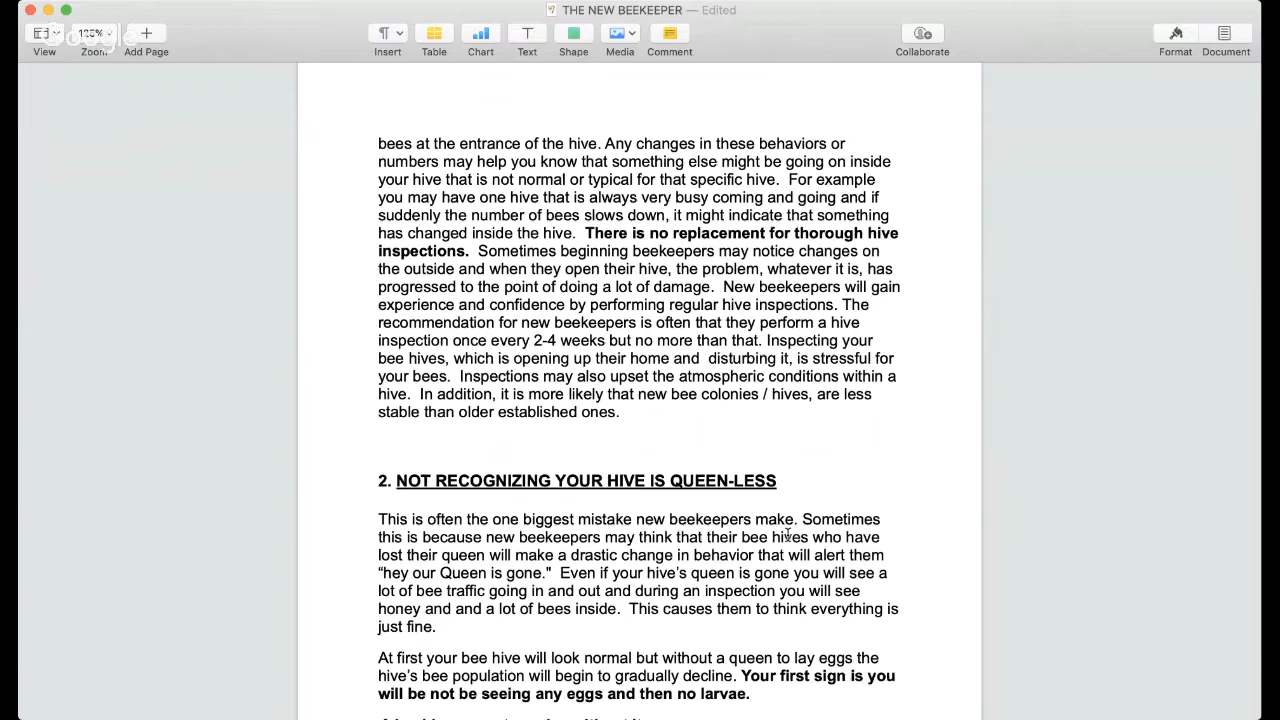 THE NEW BEEKEEPER — Edited
125%
Google
View
Zoom
Add Page
Insert
Table
Chart
Text
Shape
Media
Comment
Collaborate
Format
Document
bees at the entrance of the hive. Any changes in these behaviors or
numbers may help you know that something else might be going on inside
your hive that is not normal or typical for that specific hive.  For example
you may have one hive that is always very busy coming and going and if
suddenly the number of bees slows down, it might indicate that something
has changed inside the hive.  There is no replacement for thorough hive
inspections.  Sometimes beginning beekeepers may notice changes on
the outside and when they open their hive, the problem, whatever it is, has
progressed to the point of doing a lot of damage.  New beekeepers will gain
experience and confidence by performing regular hive inspections. The
recommendation for new beekeepers is often that they perform a hive
inspection once every 2-4 weeks but no more than that. Inspecting your
bee hives, which is opening up their home and  disturbing it, is stressful for
your bees.  Inspections may also upset the atmospheric conditions within a
hive.  In addition, it is more likely that new bee colonies / hives, are less
stable than older established ones.
2. NOT RECOGNIZING YOUR HIVE IS QUEEN-LESS
This is often the one biggest mistake new beekeepers make. Sometimes
this is because new beekeepers may think that their bee hives who have
lost their queen will make a drastic change in behavior that will alert them
“hey our Queen is gone."  Even if your hive’s queen is gone you will see a
lot of bee traffic going in and out and during an inspection you will see
honey and and a lot of bees inside.  This causes them to think everything is
just fine.
At first your bee hive will look normal but without a queen to lay eggs the
hive’s bee population will begin to gradually decline. Your first sign is you
will be not be seeing any eggs and then no larvae.